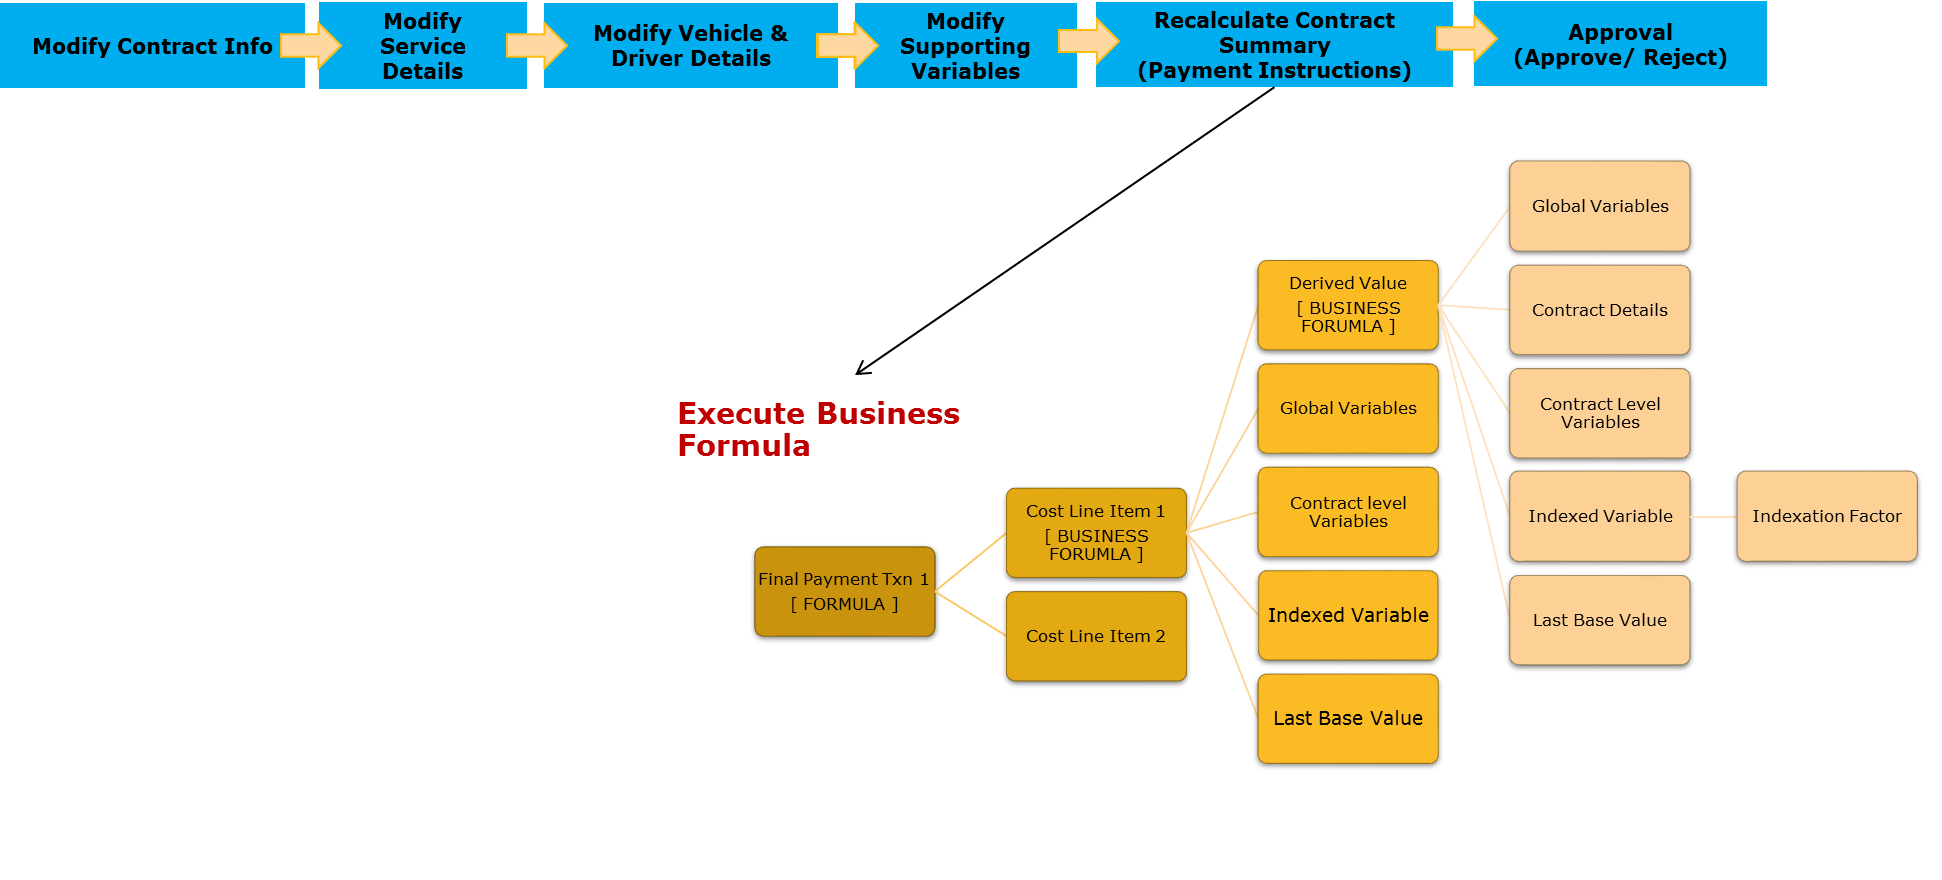 Modify Contract Info
Modify
Service
Details
Modify Vehicle &
Driver Details
Modify
Supporting
Variables
Recalculate Contract
Summary
(Payment Instructions)
Approval
(Approve/ Reject)
Execute Business
Formula
Final Payment Txn 1
[ FORMULA ]
Cost Line Item 1
[ BUSINESS
FORUMLA ]
Cost Line Item 2
Derived Value
[ BUSINESS
FORUMLA ]
Global Variables
Contract level
Variables
Indexed Variable
Last Base Value
Global Variables
Contract Details
Contract Level
Variables
Indexed Variable
Last Base Value
Indexation Factor